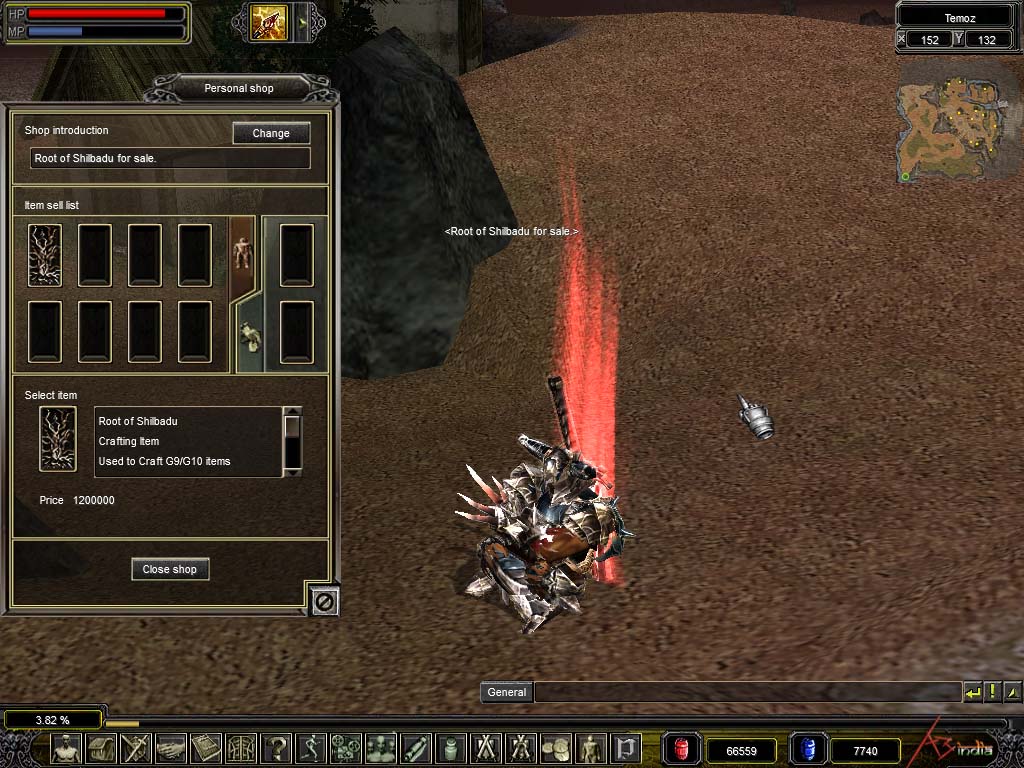 HP
MP
Temoz
X 152 Y 132
Personal shop
Shop introduction
Change
Root of Shilbadu for sale.
Item sell list
<Root of Shilbadu for sale.>
Select item
Root of Shilbadu
Crafting Item
Used to Craft G9/G10 items
Price 1200000
Close shop
General
3.82 %
66559
7740
A3india